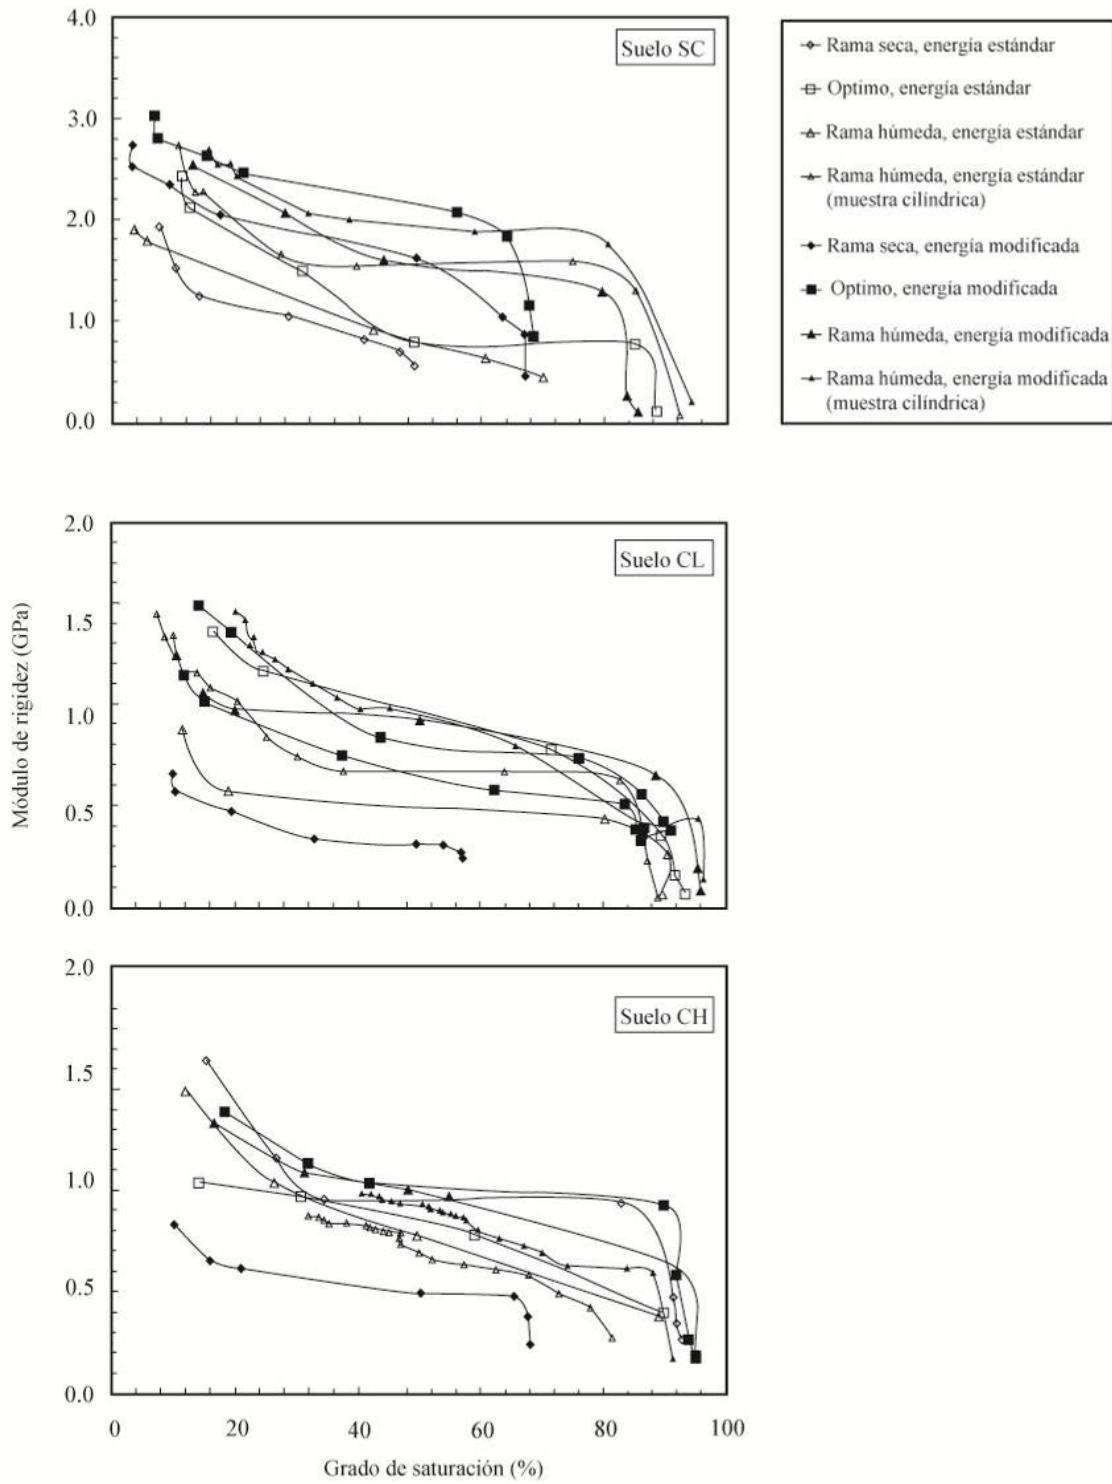 4.0
3.0
2.0
1.0
0.0
Suelo SC
Rama seca, energía estándar
Optimo, energía estándar
Rama húmeda, energía estándar
Rama húmeda, energía estándar
(muestra cilíndrica)
Rama seca, energía modificada
Optimo, energía modificada
Rama húmeda, energía modificada
Rama húmeda, energía modificada
(muestra cilíndrica)
Módulo de rigidez (GPa)
2.0
1.5
1.0
0.5
0.0
Suelo CL
2.0
1.5
1.0
0.5
0.0
Suelo CH
0 20 40 60 80 100
Grado de saturación (%)